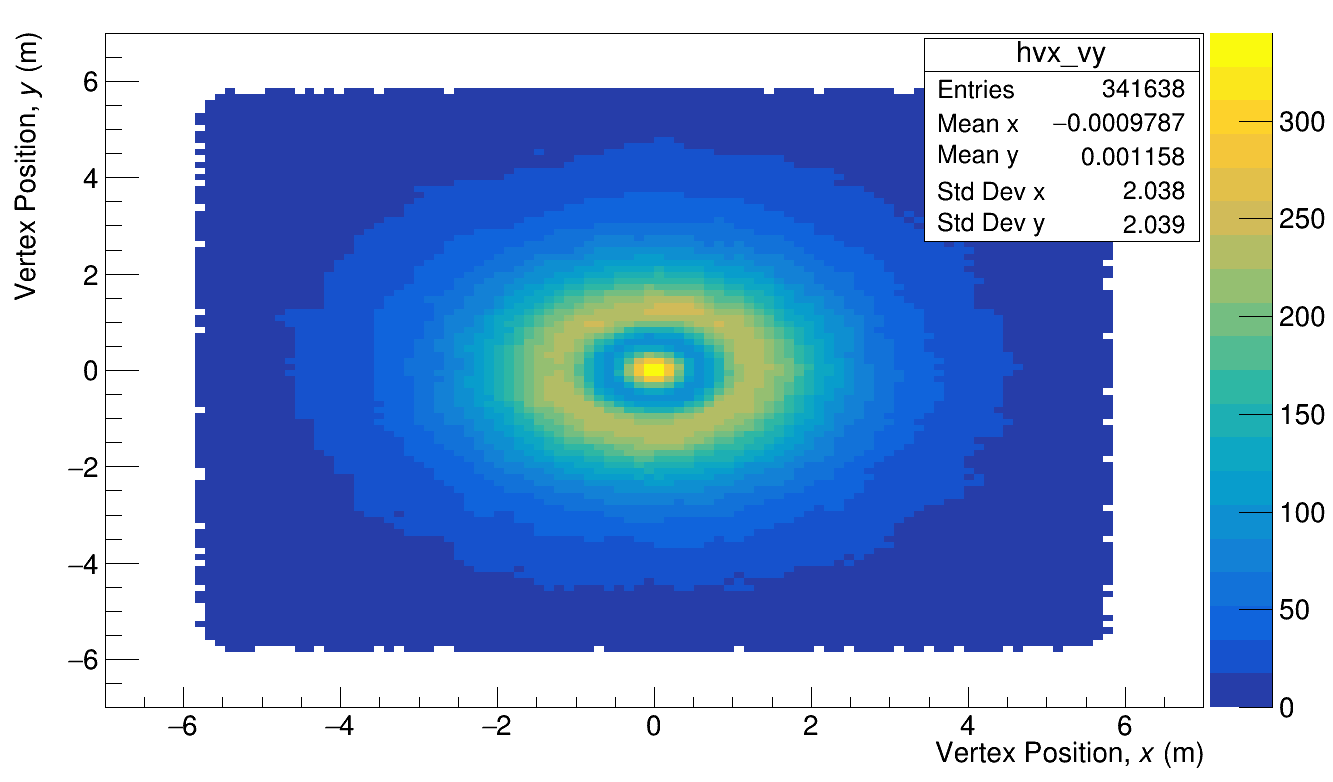 Vertex Position, y (m)
6
4
2
0
−2
−4
−6
hvx_vy
Entries 341638
Mean x −0.0009787
Mean y 0.001158
Std Dev x 2.038
Std Dev y 2.039
300
250
200
150
100
50
0
−6 −4 −2 0 2 4 6
Vertex Position, x (m)